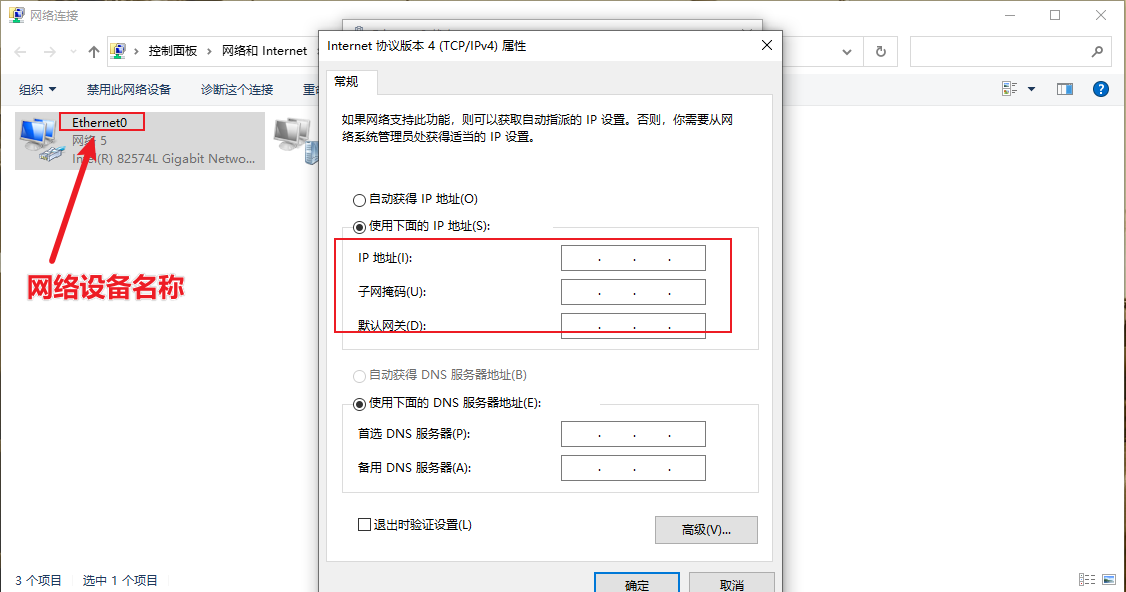 网络连接
控制面板 网络和 Internet
组织 禁用此网络设备 诊断这个连接
Ethernet0
网络 5
Intel(R) 82574L Gigabit Netwo...
网络设备名称
Internet 协议版本 4 (TCP/IPv4) 属性
常规
如果网络支持此功能，则可以获取自动指派的 IP 设置。否则，你需要从网
络系统管理员处获得适当的 IP 设置。
自动获得 IP 地址(O)
使用下面的 IP 地址(S):
IP 地址(I):
子网掩码(U):
默认网关(D):
自动获得 DNS 服务器地址(B)
使用下面的 DNS 服务器地址(E):
首选 DNS 服务器(P):
备用 DNS 服务器(A):
退出时验证设置(L)
高级(V)...
确定 取消
3 个项目 选中 1 个项目